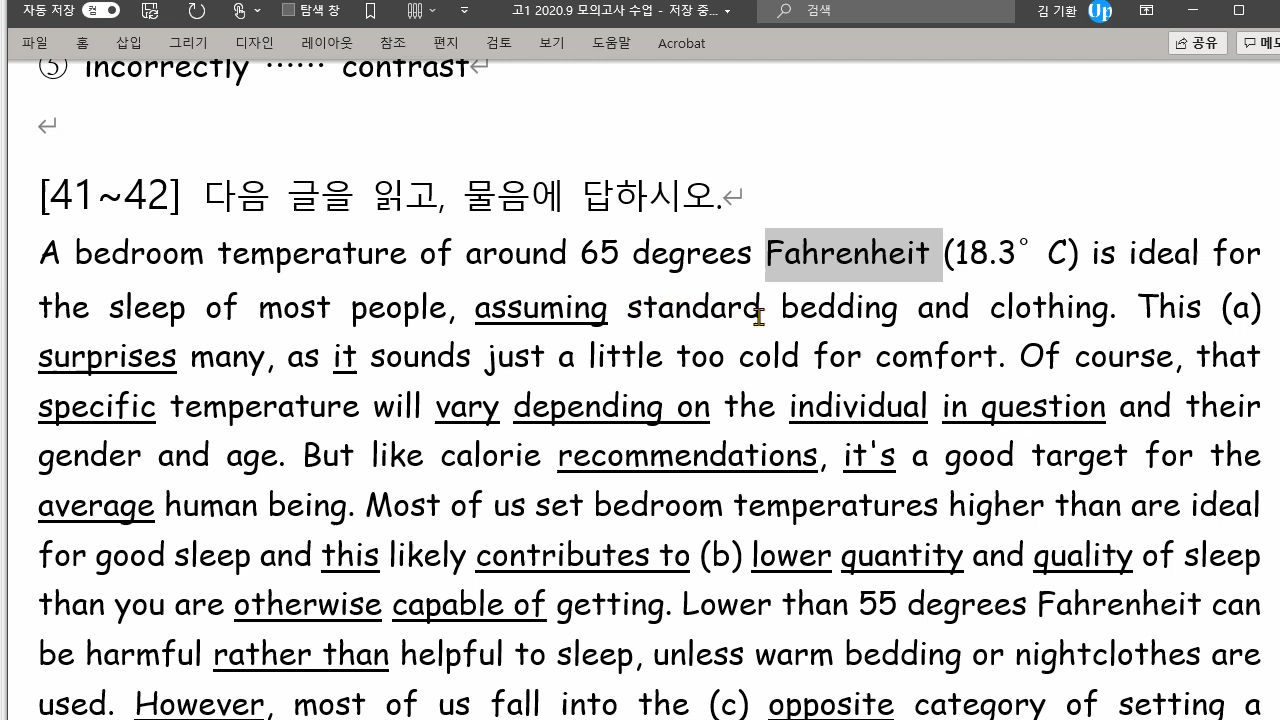 자동 저장 컴 탐색 창 고1 2020.9 모의고사 수업 - 저장 중... 검색 김 기환 Up
파일 홈 삽입 그리기 디자인 레이아웃 참조 편지 검토 보기 도움말 Acrobat 공유 메모
⑤ incorrectly …… contrast↵
↵
[41~42] 다음 글을 읽고, 물음에 답하시오.↵
A bedroom temperature of around 65 degrees Fahrenheit (18.3° C) is ideal for
the sleep of most people, assuming standard bedding and clothing. This (a)
surprises many, as it sounds just a little too cold for comfort. Of course, that
specific temperature will vary depending on the individual in question and their
gender and age. But like calorie recommendations, it's a good target for the
average human being. Most of us set bedroom temperatures higher than are ideal
for good sleep and this likely contributes to (b) lower quantity and quality of sleep
than you are otherwise capable of getting. Lower than 55 degrees Fahrenheit can
be harmful rather than helpful to sleep, unless warm bedding or nightclothes are
used. However, most of us fall into the (c) opposite category of setting a